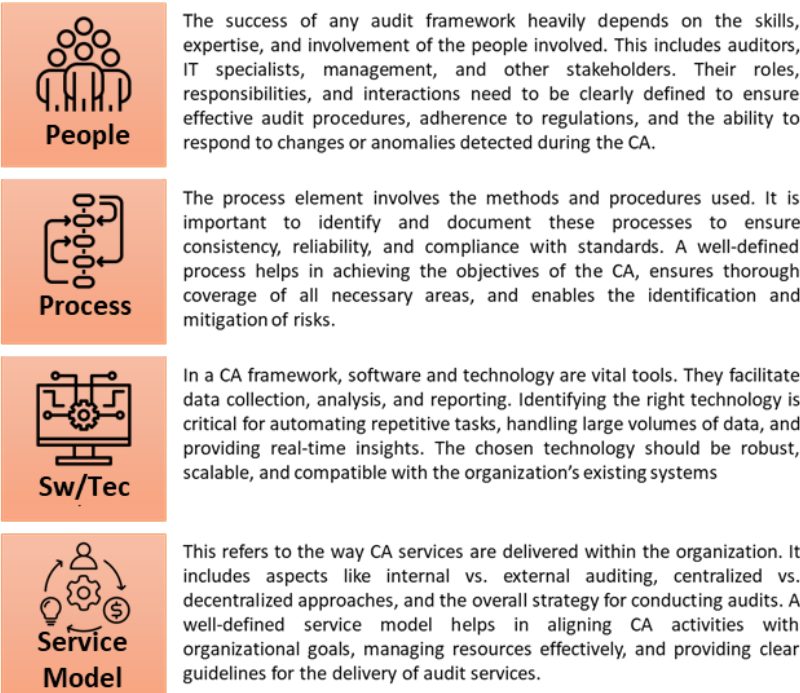 People
The success of any audit framework heavily depends on the skills,
expertise, and involvement of the people involved. This includes auditors,
IT specialists, management, and other stakeholders. Their roles,
responsibilities, and interactions need to be clearly defined to ensure
effective audit procedures, adherence to regulations, and the ability to
respond to changes or anomalies detected during the CA.
Process
The process element involves the methods and procedures used. It is
important to identify and document these processes to ensure
consistency, reliability, and compliance with standards. A well-defined
process helps in achieving the objectives of the CA, ensures thorough
coverage of all necessary areas, and enables the identification and
mitigation of risks.
Sw/Tec
In a CA framework, software and technology are vital tools. They facilitate
data collection, analysis, and reporting. Identifying the right technology is
critical for automating repetitive tasks, handling large volumes of data, and
providing real-time insights. The chosen technology should be robust,
scalable, and compatible with the organization's existing systems
$
Service
Model
This refers to the way CA services are delivered within the organization. It
includes aspects like internal vs. external auditing, centralized vs.
decentralized approaches, and the overall strategy for conducting audits. A
well-defined service model helps in aligning CA activities with
organizational goals, managing resources effectively, and providing clear
guidelines for the delivery of audit services.